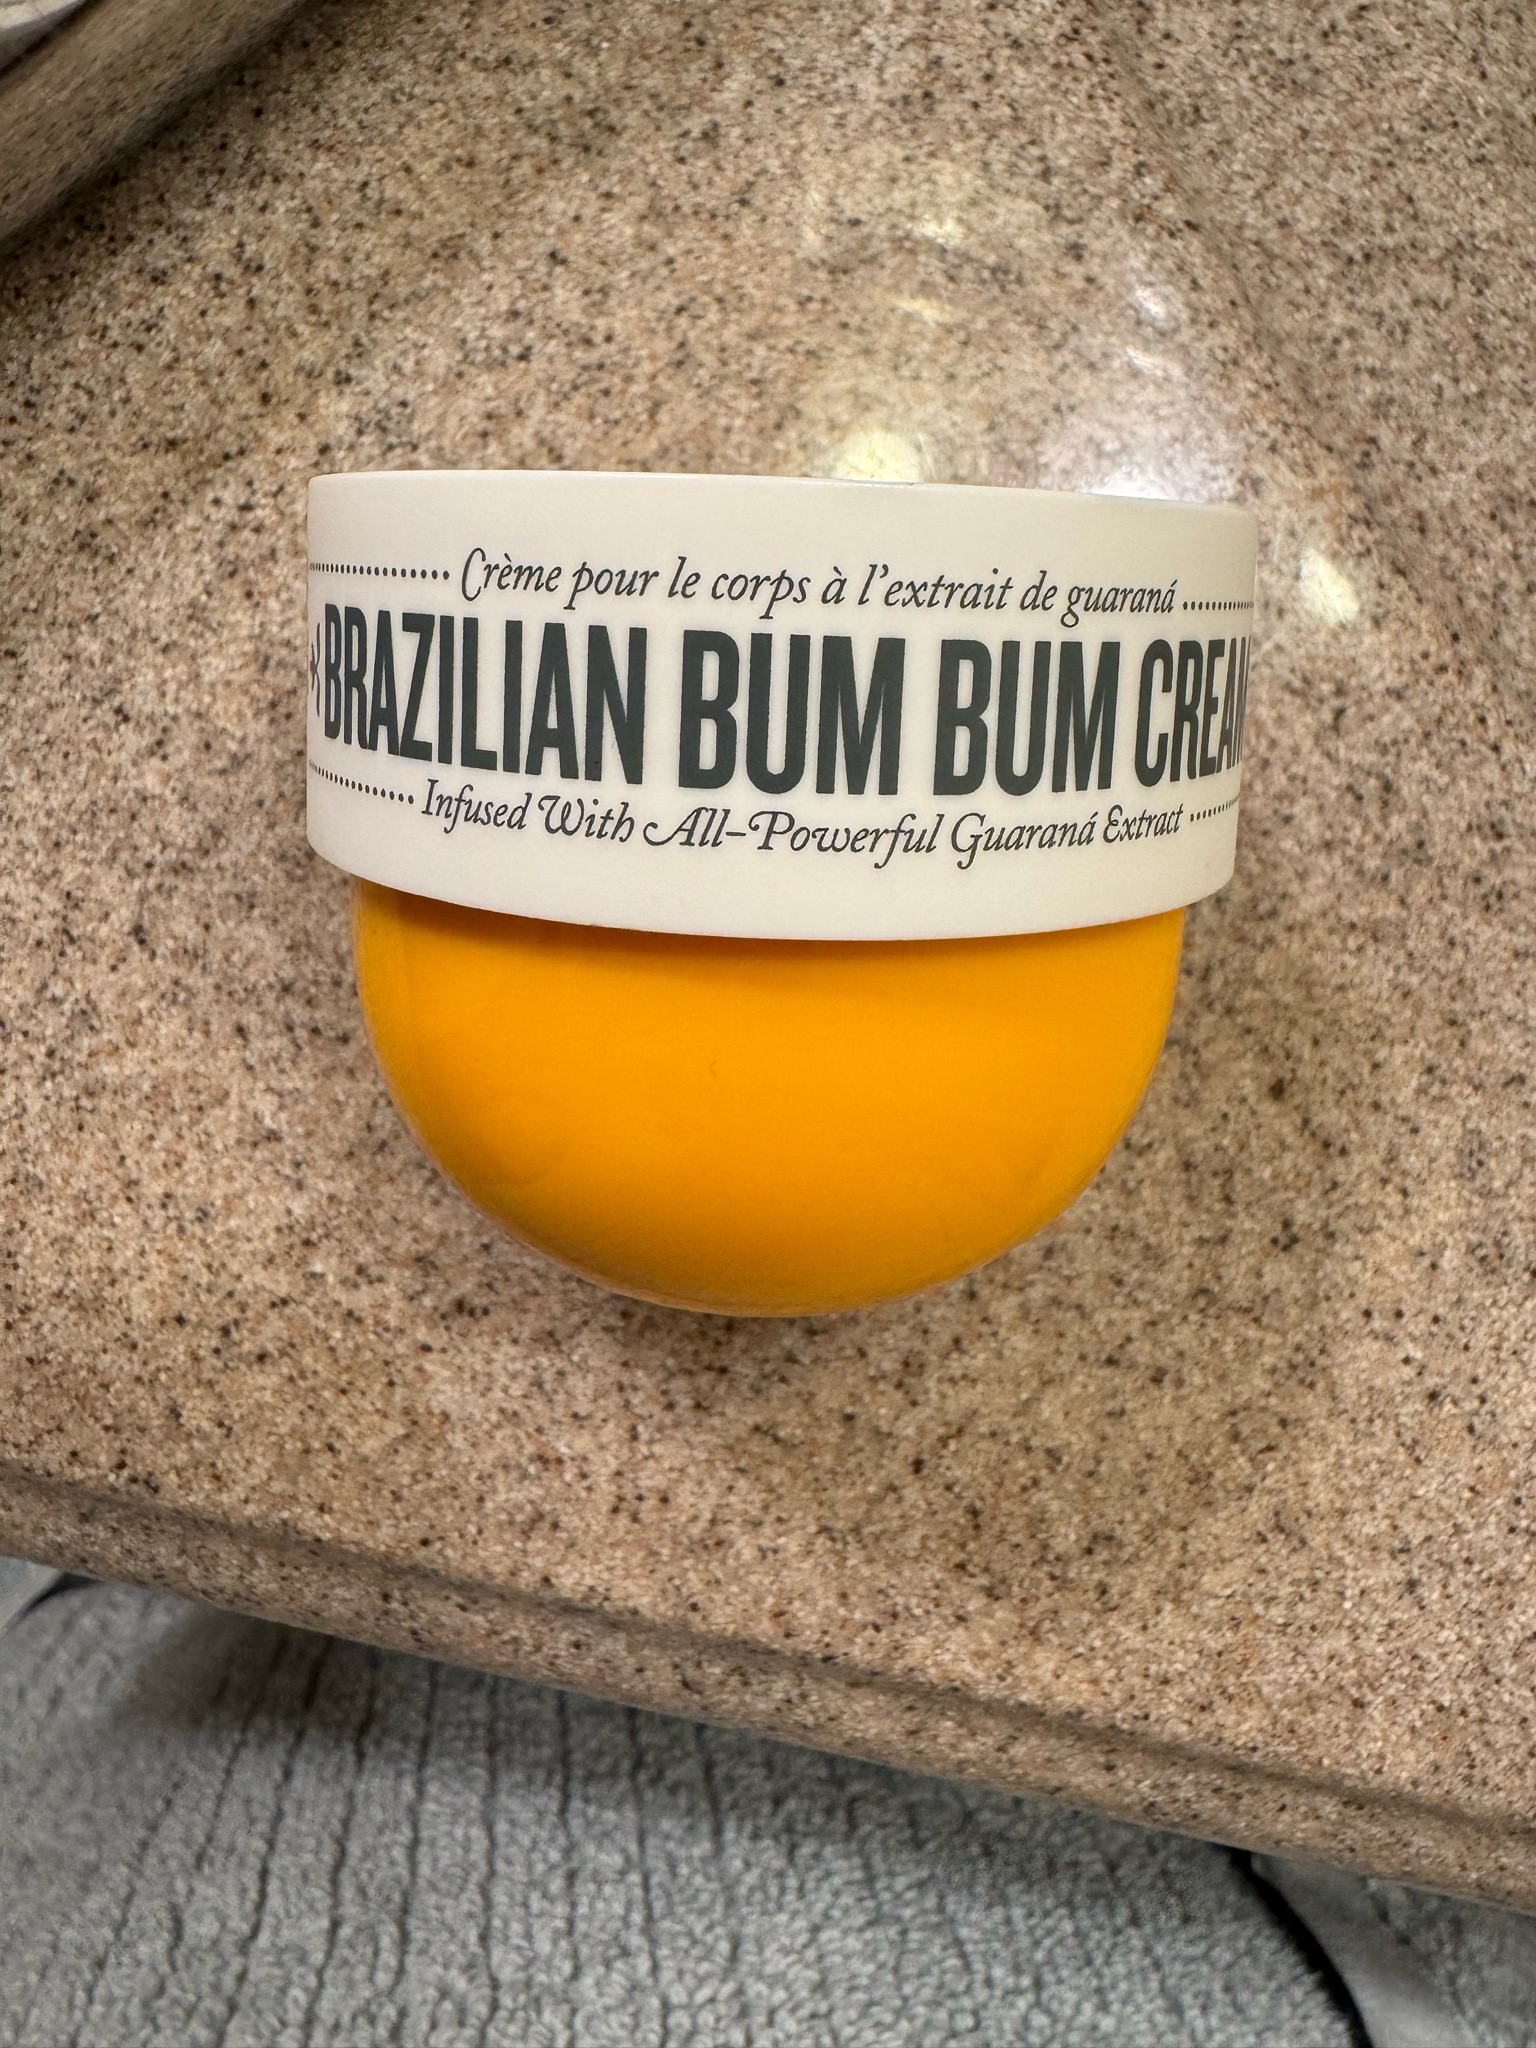 Crème pour le corps à l'extrait de guaraná
BRAZILIAN BUM BUM CREAM
Infused With All-Powerful Guaraná Extract